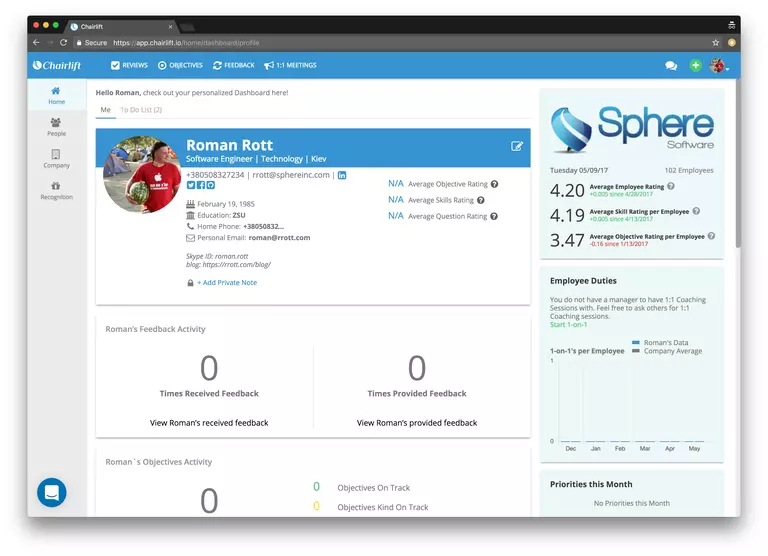 Chairlift
Secure https://app.chairlift.io/home/dashboard/profile
Chairlift
REVIEWS OBJECTIVES FEEDBACK 1:1 MEETINGS
Home
People
Company
Recognition
Hello Roman, check out your personalized Dashboard here!
Me To Do List (2)
Roman Rott
Software Engineer | Technology | Kiev
+380508327234 | rrott@sphereinc.com |
February 19, 1985
Education: ZSU
Home Phone: +38050832...
Personal Email: roman@rrott.com
Skype ID: roman.rott
blog: https://rrott.com/blog/
+ Add Private Note
N/A Average Objective Rating
N/A Average Skills Rating
N/A Average Question Rating
Roman's Feedback Activity
0 0
Times Received Feedback Times Provided Feedback
View Roman's received feedback View Roman's provided feedback
Roman`s Objectives Activity
0
0 Objectives On Track
0 Objectives Kind On Track
Sphere
Software
Tuesday 05/09/17 102 Employees
4.20 Average Employee Rating
+0.005 since 4/28/2017
4.19 Average Skill Rating per Employee
+0.005 since 4/13/2017
3.47 Average Objective Rating per Employee
-0.16 since 1/13/2017
Employee Duties
You do not have a manager to have 1:1 Coaching
Sessions with. Feel free to ask others for 1:1
Coaching sessions.
Start 1-on-1
1-on-1's per Employee
Roman's Data
Company Average
1
0
Dec Jan Feb Mar Apr May
Priorities this Month
No Priorities this Month